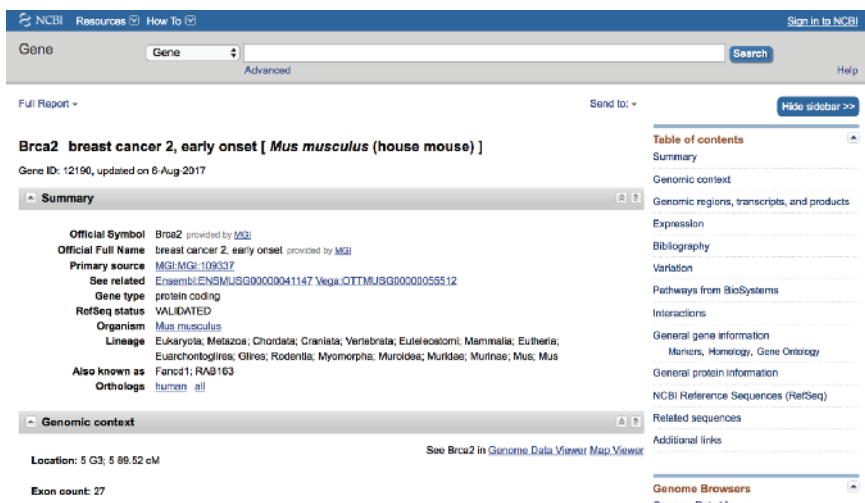 NCBI Resources How To Sign in to NCBI
Gene Gene Search
Advanced Help
Full Report Send to: Hide sidebar >>
Brca2 breast cancer 2, early onset [ Mus musculus (house mouse) ]
Gene ID: 12190, updated on 6-Aug-2017
Summary
Official Symbol Brca2 provided by MGI
Official Full Name breast cancer 2, early onset provided by MGI
Primary source MGI:MGI:109337
See related Ensembl:ENSMUSG00000041147 Vega:OTTMUSG00000055512
Gene type protein coding
RefSeq status VALIDATED
Organism Mus musculus
Lineage Eukaryota; Metazoa; Chordata; Craniata; Vertebrata; Euteleostomi; Mammalia; Eutheria;
Euarchontoglires; Glires; Rodentia; Myomorpha; Muroidea; Muridae; Murinae; Mus; Mus
Also known as Fancd1; RAB163
Orthologs human all
Genomic context
See Brca2 in Genome Data Viewer Map Viewer
Location: 5 G3; 5 89.52 cM
Exon count: 27
Table of contents
Summary
Genomic context
Genomic regions, transcripts, and products
Expression
Bibliography
Variation
Pathways from BioSystems
Interactions
General gene information
Markers, Homology, Gene Ontology
General protein information
NCBI Reference Sequences (RefSeq)
Related sequences
Additional links
Genome Browsers